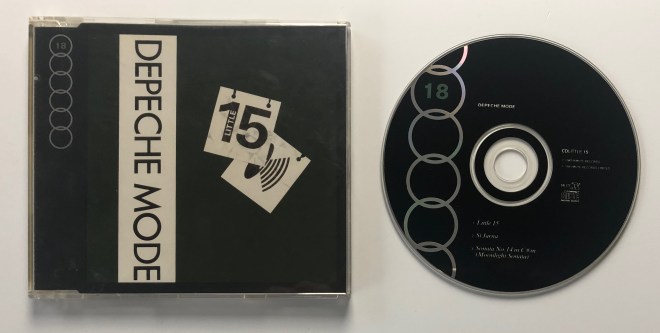 18
DEPECHE MODE
LITTLE
15
18
DEPECHE MODE
CDLITTLE 15
Little 15
St Jarna
Sonata No. 14 in C # m
(Moonlight Sonata)